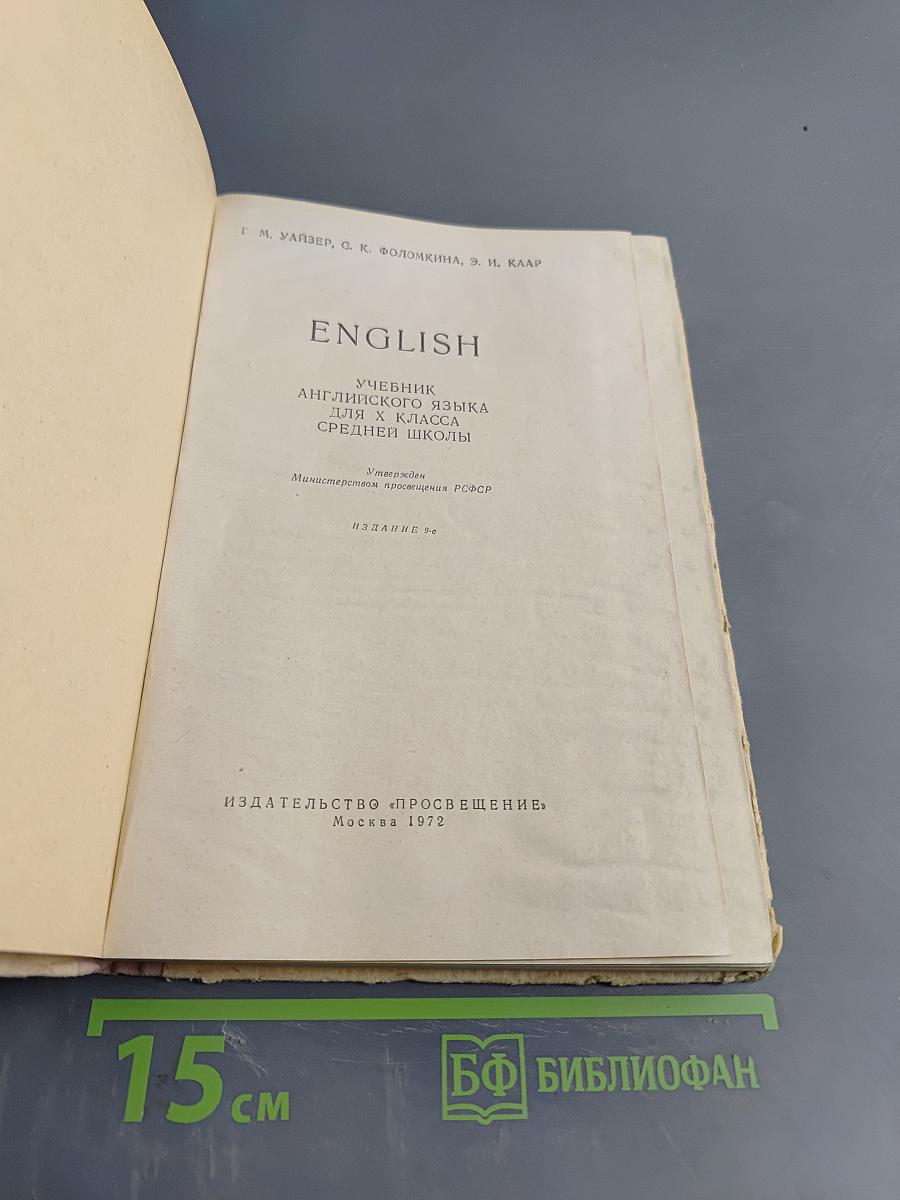 Г. М. УАЙЗЕР, С. К. ФОЛОМКИНА, Э. И. КААР
ENGLISH
УЧЕБНИК
АНГЛИЙСКОГО ЯЗЫКА
ДЛЯ X КЛАССА
СРЕДНЕЙ ШКОЛЫ
Утвержден
Министерством просвещения РСФСР
ИЗДАНИЕ 9-е
ИЗДАТЕЛЬСТВО «ПРОСВЕЩЕНИЕ»
Москва 1972
15 см
БФ БИБЛИОФАН